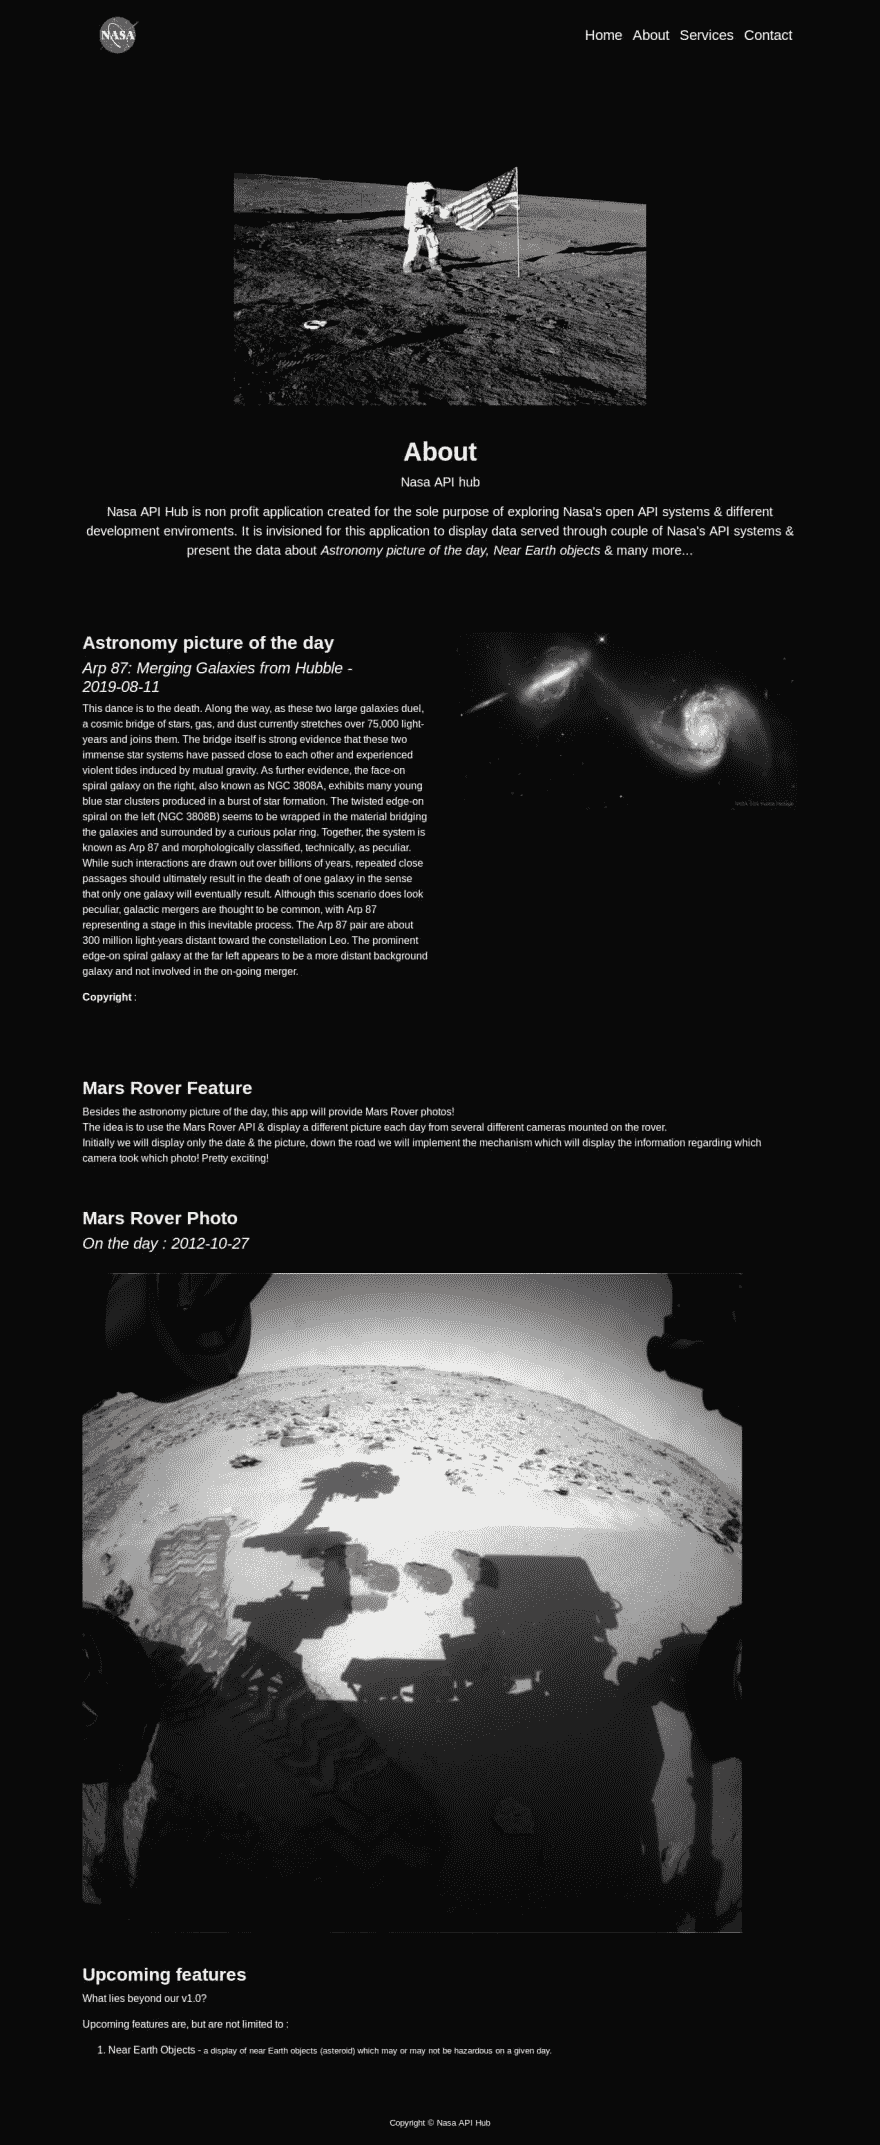 NASA
Home About Services Contact
About
Nasa API hub
Nasa API Hub is non profit application created for the sole purpose of exploring Nasa's open API systems & different
development enviroments. It is invisioned for this application to display data served through couple of Nasa's API systems &
present the data about Astronomy picture of the day, Near Earth objects & many more...
Astronomy picture of the day
Arp 87: Merging Galaxies from Hubble -
2019-08-11
This dance is to the death. Along the way, as these two large galaxies duel,
a cosmic bridge of stars, gas, and dust currently stretches over 75,000 light-
years and joins them. The bridge itself is strong evidence that these two
immense star systems have passed close to each other and experienced
violent tides induced by mutual gravity. As further evidence, the face-on
spiral galaxy on the right, also known as NGC 3808A, exhibits many young
blue star clusters produced in a burst of star formation. The twisted edge-on
spiral on the left (NGC 3808B) seems to be wrapped in the material bridging
the galaxies and surrounded by a curious polar ring. Together, the system is
known as Arp 87 and morphologically classified, technically, as peculiar.
While such interactions are drawn out over billions of years, repeated close
passages should ultimately result in the death of one galaxy in the sense
that only one galaxy will eventually result. Although this scenario does look
peculiar, galactic mergers are thought to be common, with Arp 87
representing a stage in this inevitable process. The Arp 87 pair are about
300 million light-years distant toward the constellation Leo. The prominent
edge-on spiral galaxy at the far left appears to be a more distant background
galaxy and not involved in the on-going merger.
Copyright :
Mars Rover Feature
Besides the astronomy picture of the day, this app will provide Mars Rover photos!
The idea is to use the Mars Rover API & display a different picture each day from several different cameras mounted on the rover.
Initially we will display only the date & the picture, down the road we will implement the mechanism which will display the information regarding which
camera took which photo! Pretty exciting!
Mars Rover Photo
On the day : 2012-10-27
Upcoming features
What lies beyond our v1.0?
Upcoming features are, but are not limited to :
1. Near Earth Objects - a display of near Earth objects (asteroid) which may or may not be hazardous on a given day.
Copyright © Nasa API Hub